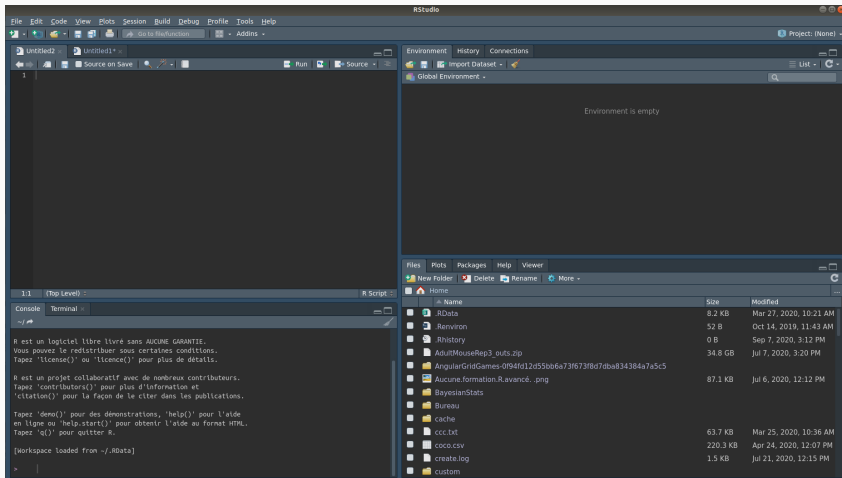 RStudio
File Edit Code View Plots Session Build Debug Profile Tools Help
Go to file/function Addins Project: (None)
Untitled2 Untitled1*
Source on Save Run Source
1
1:1 (Top Level) R Script
Console Terminal
~/
R est un logiciel libre livré sans AUCUNE GARANTIE.
Vous pouvez le redistribuer sous certaines conditions.
Tapez 'license()' ou 'licence()' pour plus de détails.
R est un projet collaboratif avec de nombreux contributeurs.
Tapez 'contributors()' pour plus d'information et
'citation()' pour la façon de le citer dans les publications.
Tapez 'demo()' pour des démonstrations, 'help()' pour l'aide
en ligne ou 'help.start()' pour obtenir l'aide au format HTML.
Tapez 'q()' pour quitter R.
[Workspace loaded from ~/.RData]
>
Environment History Connections
Import Dataset List
Global Environment
Environment is empty
Files Plots Packages Help Viewer
New Folder Delete Rename More
Home ...
Name Size Modified
.RData 8.2 KB Mar 27, 2020, 10:21 AM
.Renviron 52 B Oct 14, 2019, 11:43 AM
.Rhistory 0 B Sep 7, 2020, 3:12 PM
AdultMouseRep3_outs.zip 34.8 GB Jul 7, 2020, 3:20 PM
AngularGridGames-0f94fd12d55bb6a73f673f8d7dba834384a7a5c5
Aucune.formation.R.avancé..png 87.1 KB Jul 6, 2020, 12:12 PM
BayesianStats
Bureau
cache
ccc.txt 63.7 KB Mar 25, 2020, 10:36 AM
coco.csv 220.3 KB Apr 24, 2020, 12:07 PM
create.log 1.5 KB Jul 21, 2020, 12:15 PM
custom